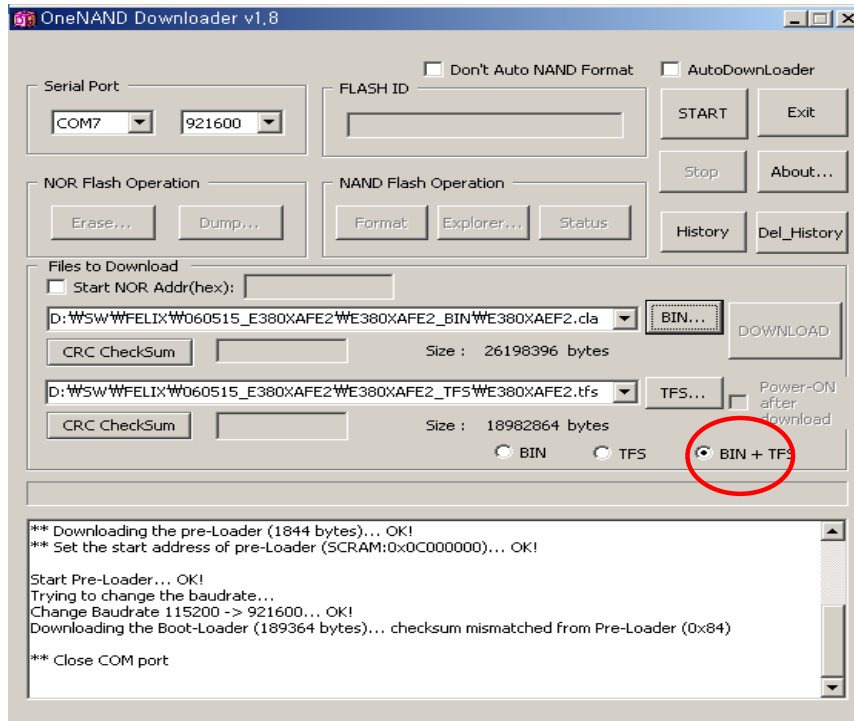 OneNAND Downloader v1.8
Don't Auto NAND Format
AutoDownLoader
Serial Port
FLASH ID
COM7
921600
START
Exit
Stop
About...
NOR Flash Operation
NAND Flash Operation
Erase...
Dump...
Format
Explorer...
Status
History
Del_History
Files to Download
Start NOR Addr(hex):
D:₩SW₩FELIX₩060515_E380XAFE2₩E380XAFE2_BIN₩E380XAEF2.cla
BIN...
DOWNLOAD
CRC CheckSum
Size : 26198396 bytes
D:₩SW₩FELIX₩060515_E380XAFE2₩E380XAFE2_TFS₩E380XAFE2.tfs
TFS...
Power-ON
after
download
CRC CheckSum
Size : 18982864 bytes
BIN
TFS
BIN + TFS
** Downloading the pre-Loader (1844 bytes)... OK!
** Set the start address of pre-Loader (SCRAM:0x0C000000)... OK!
Start Pre-Loader... OK!
Trying to change the baudrate...
Change Baudrate 115200 -> 921600... OK!
Downloading the Boot-Loader (189364 bytes)... checksum mismatched from Pre-Loader (0x84)
** Close COM port